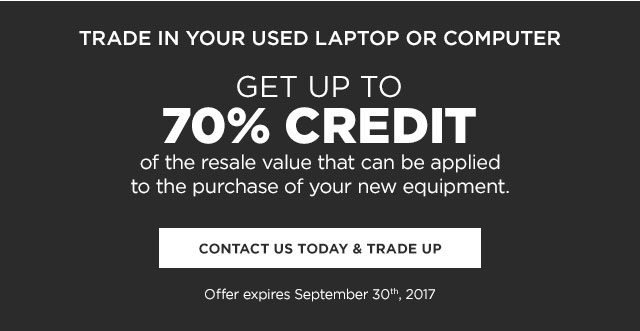 TRADE IN YOUR USED LAPTOP OR COMPUTER
GET UP TO
70% CREDIT
of the resale value that can be applied
to the purchase of your new equipment.
CONTACT US TODAY & TRADE UP
Offer expires September 30th, 2017